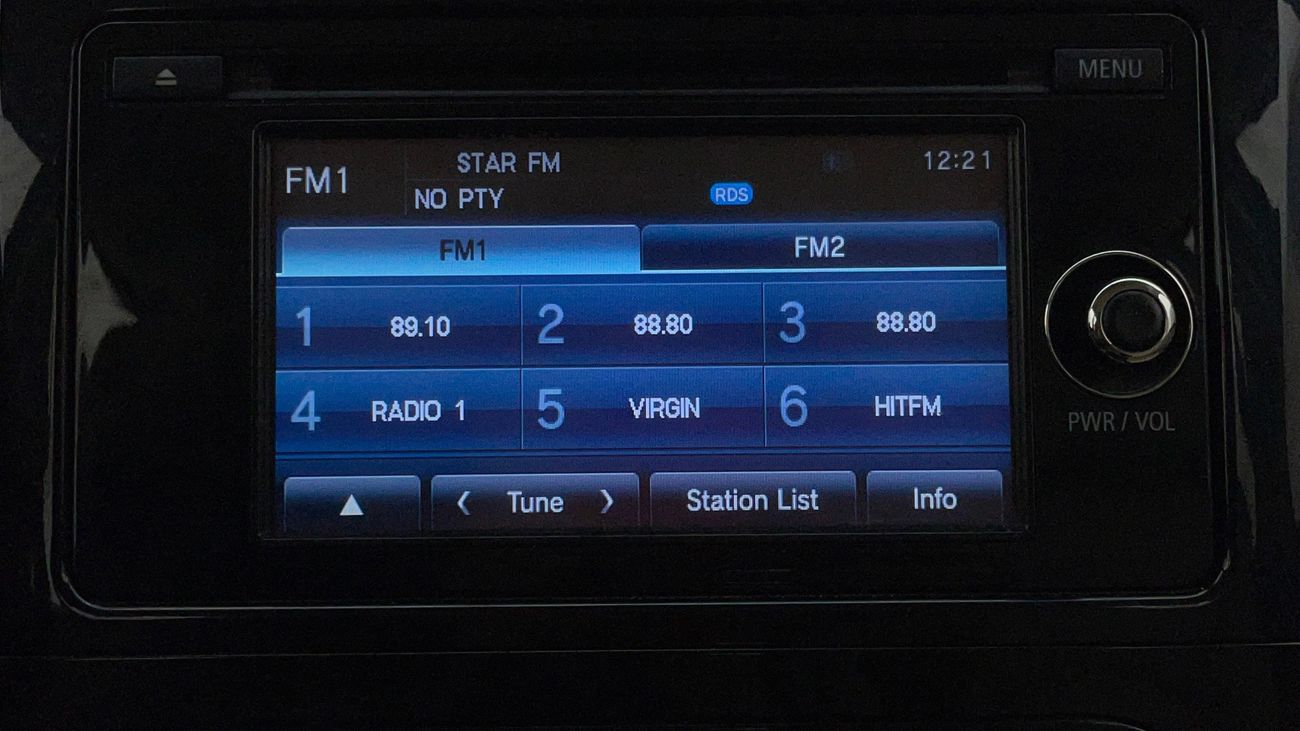 MENU
FM1
STAR FM
12:21
NO PTY
RDS
FM1 FM2
1 89.10 2 88.80 3 88.80
4 RADIO 1 5 VIRGIN 6 HITFM
Tune Station List Info
PWR / VOL